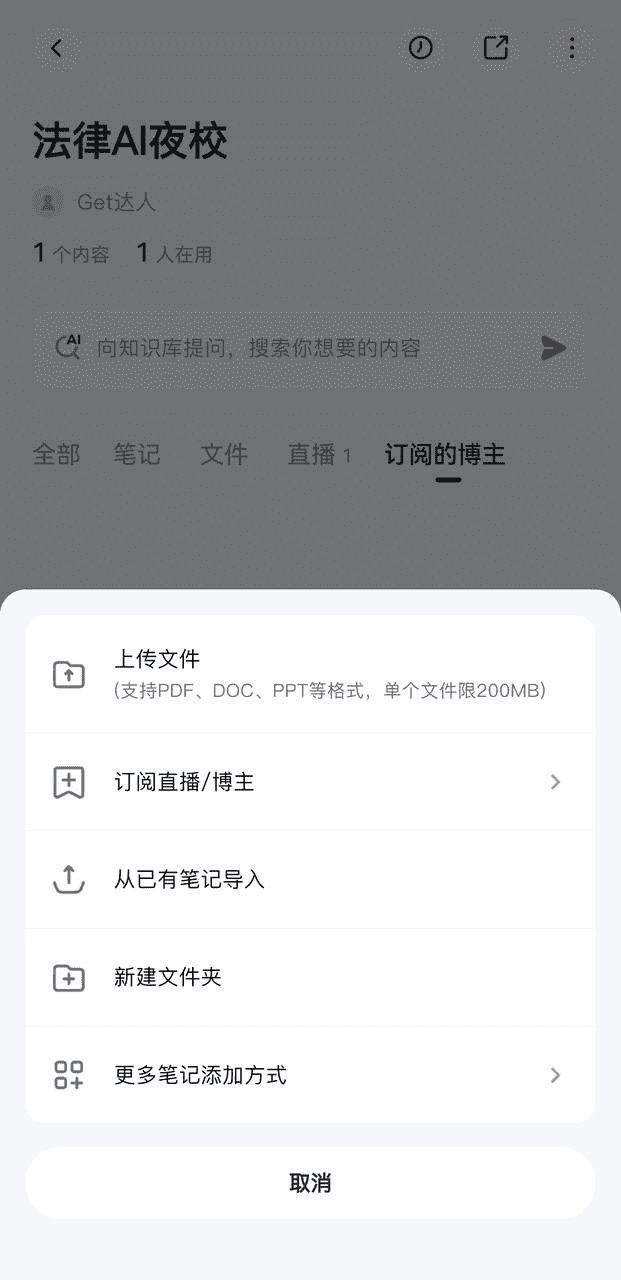 法律AI夜校
Get达人
1 个内容 1 人在用
AI 向知识库提问，搜索你想要的内容
全部 笔记 文件 直播 1 订阅的博主
上传文件
(支持PDF、DOC、PPT等格式，单个文件限200MB)
订阅直播/博主
从已有笔记导入
新建文件夹
更多笔记添加方式
取消